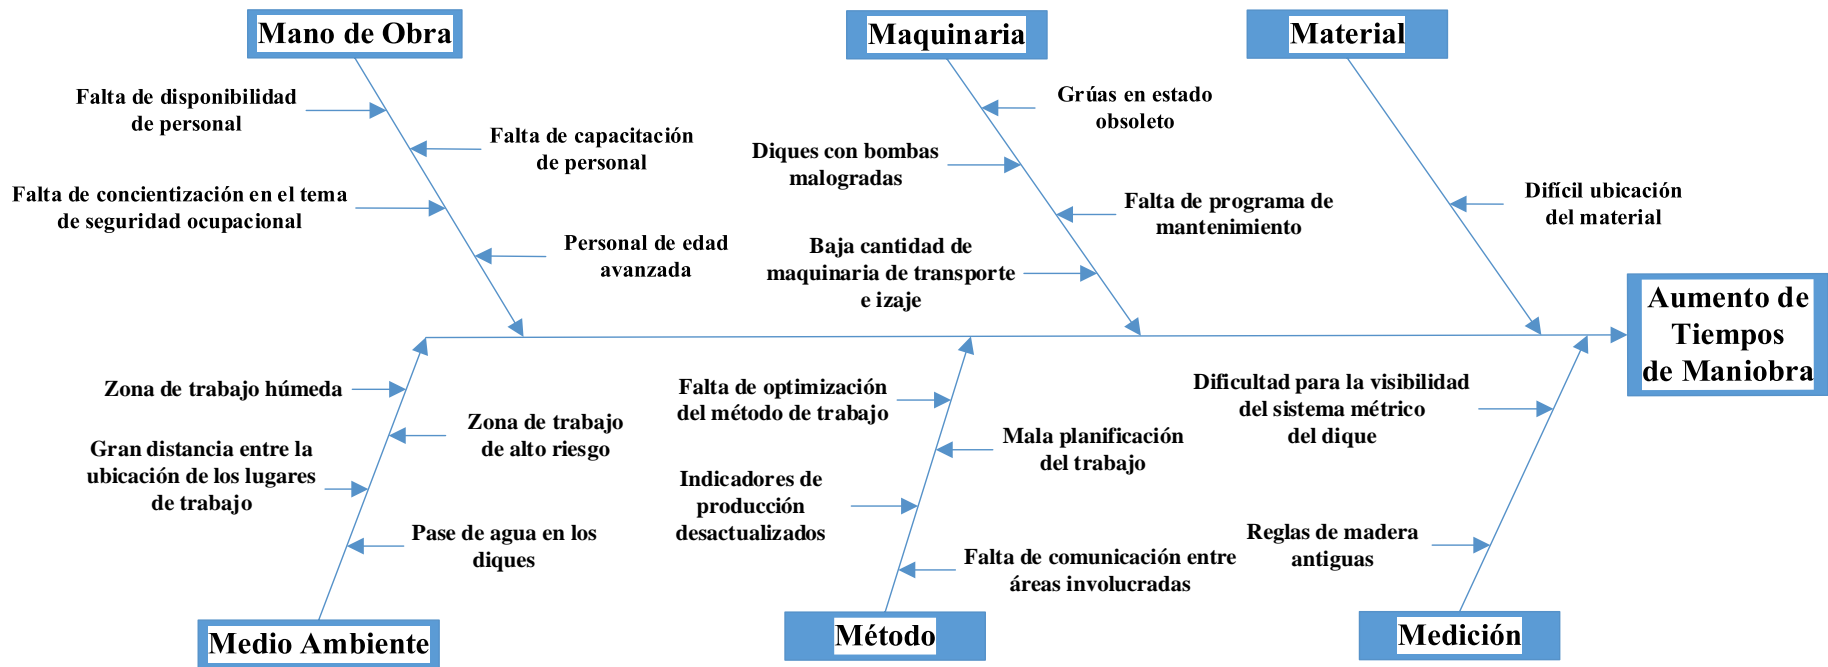 Mano de Obra
Maquinaria
Material
Falta de disponibilidad
de personal
Falta de capacitación
de personal
Falta de concientización en el tema
de seguridad ocupacional
Personal de edad
avanzada
Grúas en estado
obsoleto
Diques con bombas
malogradas
Falta de programa de
mantenimiento
Baja cantidad de
maquinaria de transporte
e izaje
Difícil ubicación
del material
Aumento de
Tiempos
de Maniobra
Zona de trabajo húmeda
Zona de trabajo
de alto riesgo
Gran distancia entre la
ubicación de los lugares
de trabajo
Pase de agua en los
diques
Falta de optimización
del método de trabajo
Mala planificación
del trabajo
Indicadores de
producción
desactualizados
Falta de comunicación entre
áreas involucradas
Dificultad para la visibilidad
del sistema métrico
del dique
Reglas de madera
antiguas
Medio Ambiente
Método
Medición